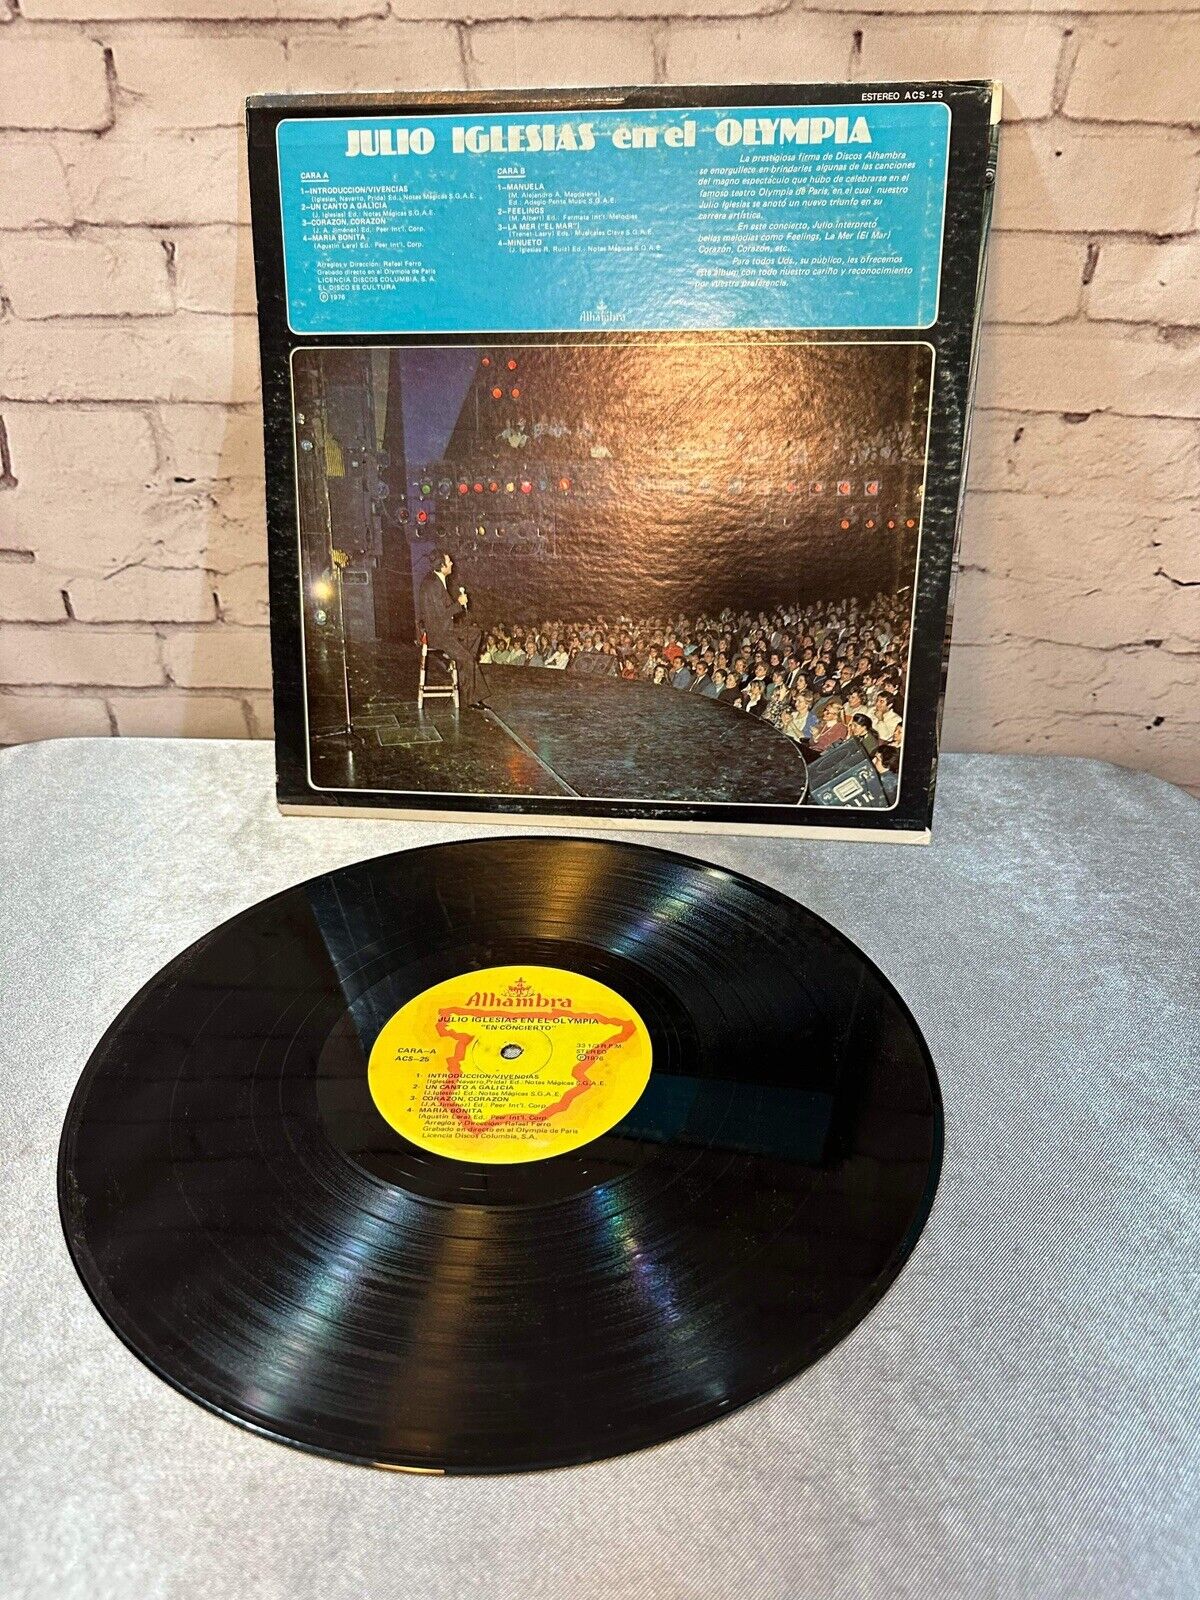 ESTEREO ACS-25
JULIO IGLESIAS en el OLYMPIA
CARA A
1-INTRODUCCION/VIVENCIAS
(Iglesias, Navarro, Prida) Ed.: Notas Mágicas S.G.A.E.
2-UN CANTO A GALICIA
(J. Iglesias) Ed.: Notas Mágicas S.G.A.E.
3-CORAZON, CORAZON
(J. A. Jiménez) Ed.: Peer Int'l. Corp.
4-MARIA BONITA
(Agustín Lara) Ed.: Peer Int'l. Corp.
Arreglos y Dirección: Rafael Ferro
Grabado directo en el Olympia de París
LICENCIA DISCOS COLUMBIA, S. A.
EL DISCO ES CULTURA
℗ 1976
CARA B
1-MANUELA
(M. Alejandro A. Magdalena)
Ed.: Adagio Penta Music S.G.A.E.
2-FEELINGS
(M. Albert) Ed.: Fermata Int'l. Melodies
3-LA MER ("EL MAR")
(Trenet-Lasry) Ed.: Musicales Clave S.G.A.E.
4-MINUETO
(J. Iglesias R. Ruiz) Ed.: Notas Mágicas S.G.A.E.
La prestigiosa firma de Discos Alhambra
se enorgullece en brindarles algunas de las canciones
del magno espectáculo que hubo de celebrarse en el
famoso teatro Olympia de París, en el cual nuestro
Julio Iglesias se anotó un nuevo triunfo en su
carrera artística.
En este concierto, Julio interpretó
bellas melodías como Feelings, La Mer (El Mar)
Corazón, Corazón, etc.
Para todos Uds., su público, les ofrecemos
este álbum con todo nuestro cariño y reconocimiento
por vuestra preferencia.
Alhambra
Alhambra
JULIO IGLESIAS EN EL OLYMPIA
"EN CONCIERTO"
CARA-A
ACS-25
33 1/3 R.P.M.
STEREO
℗1976
1- INTRODUCCION/VIVENCIAS
(Iglesias, Navarro, Prida) Ed.: Notas Mágicas S.G.A.E.
2- UN CANTO A GALICIA
(J. Iglesias) Ed.: Notas Mágicas S.G.A.E.
3- CORAZON, CORAZON
(J.A. Jiménez) Ed.: Peer Int'l. Corp.
4- MARIA BONITA
(Agustín Lara) Ed.: Peer Int'l. Corp.
Arreglos y Dirección: Rafael Ferro
Grabado en directo en el Olympia de París
Licencia Discos Columbia, S.A.